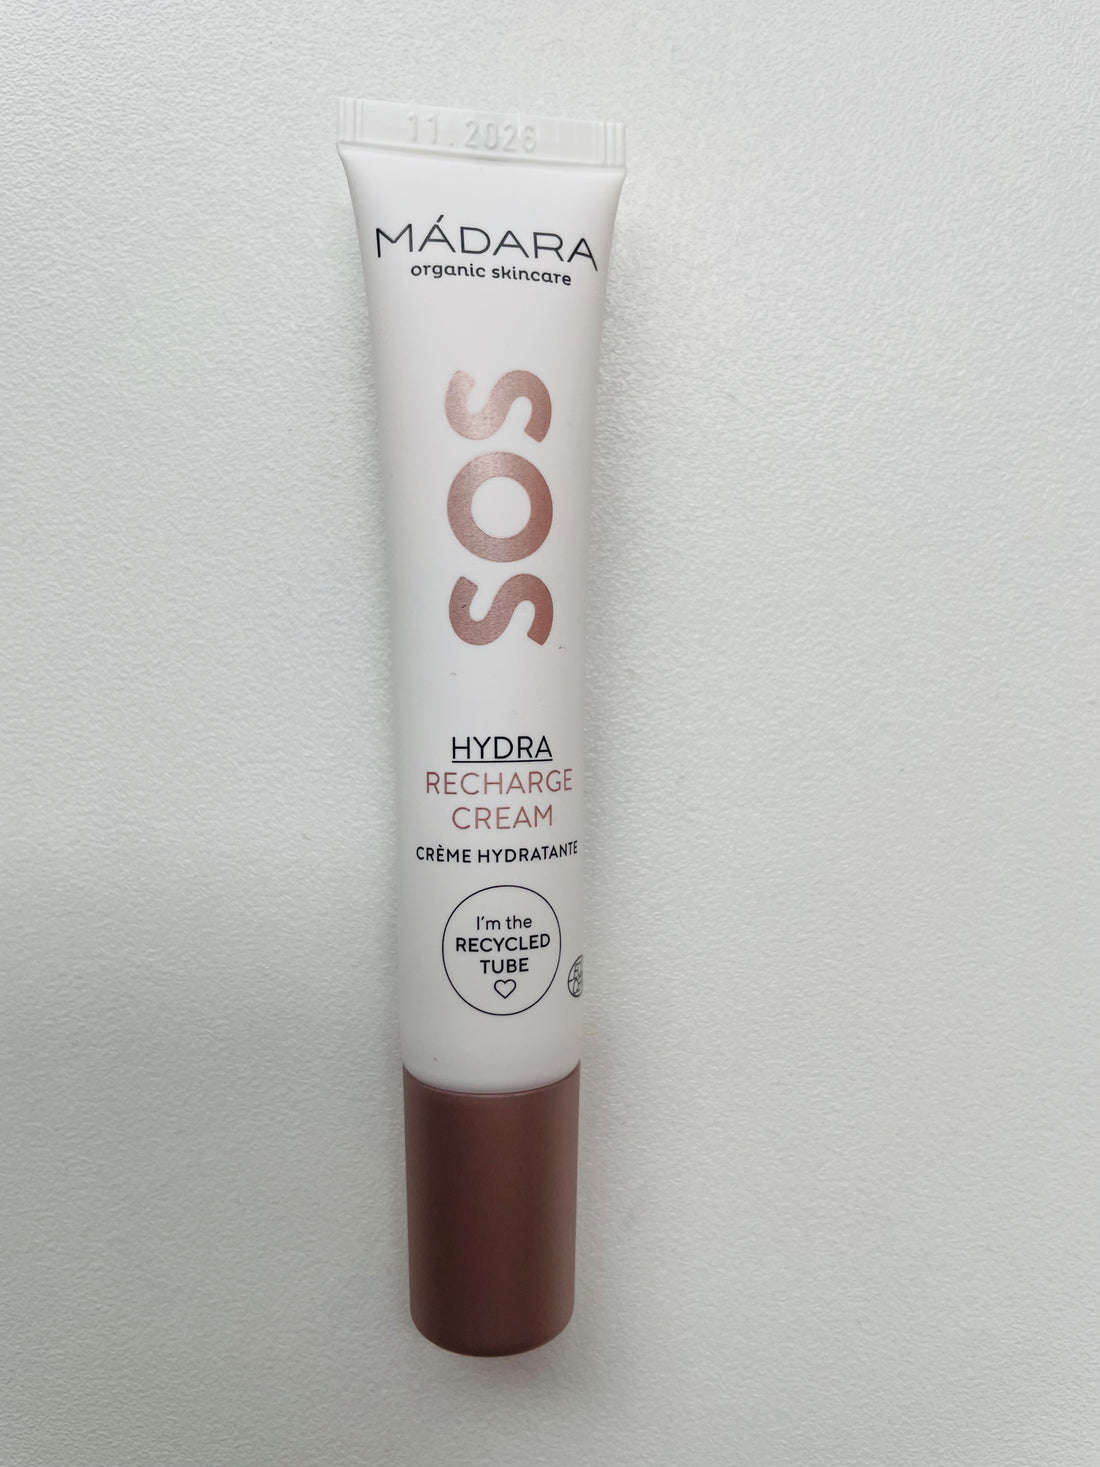 11.2026
MÁDARA
organic skincare
SOS
HYDRA
RECHARGE
CREAM
CRÈME HYDRATANTE
I'm the
RECYCLED
TUBE